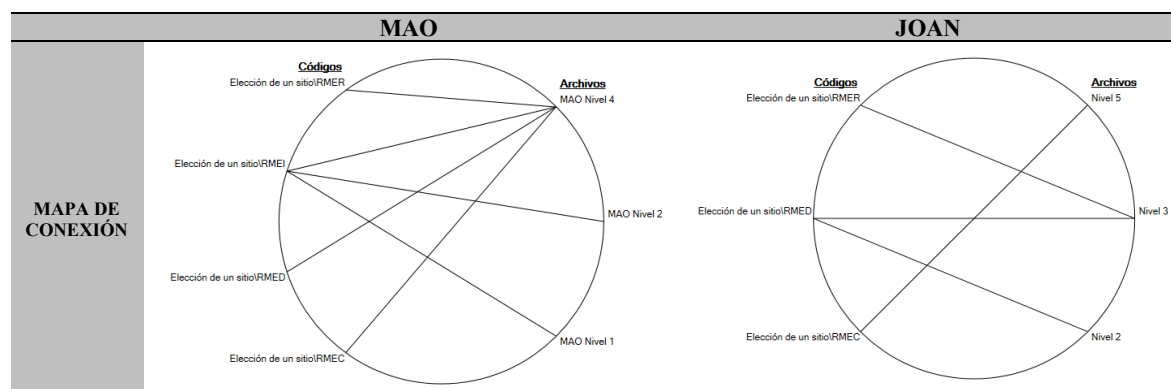 MAO
JOAN
MAPA DE
CONEXIÓN
Códigos
Elección de un sitio\RMER
Archivos
MAO Nivel 4
Elección de un sitio\RMEI
MAO Nivel 2
Elección de un sitio\RMED
MAO Nivel 1
Elección de un sitio\RMEC
Códigos
Elección de un sitio\RMER
Archivos
Nivel 5
Elección de un sitio\RMED
Nivel 3
Elección de un sitio\RMEC
Nivel 2